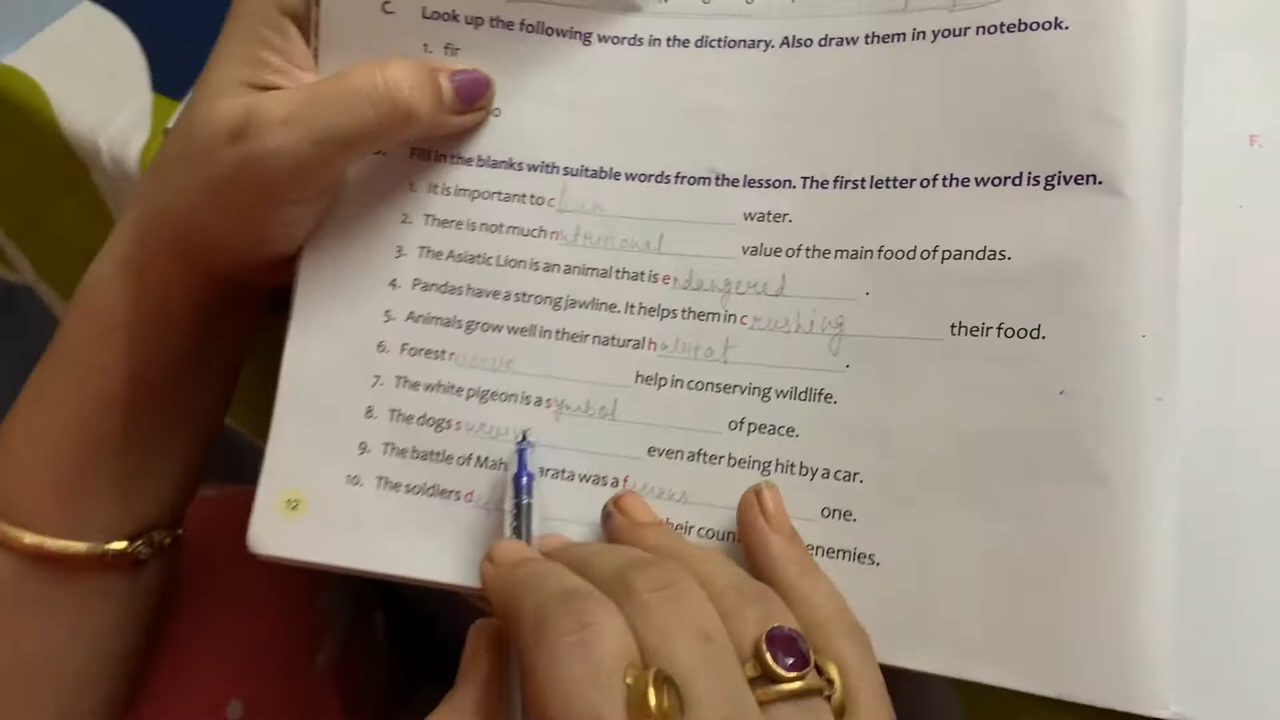 C. Look up the following words in the dictionary. Also draw them in your notebook.
1. fir
Fill in the blanks with suitable words from the lesson. The first letter of the word is given.
1. It is important to c water.
2. There is not much nutritional value of the main food of pandas.
3. The Asiatic Lion is an animal that is endangered .
4. Pandas have a strong jawline. It helps them in crushing their food.
5. Animals grow well in their natural habitat .
6. Forest r help in conserving wildlife.
7. The white pigeon is a symbol of peace.
8. The dogs s even after being hit by a car.
9. The battle of Mah arata was a f one.
10. The soldiers d their coun enemies.
12
F.